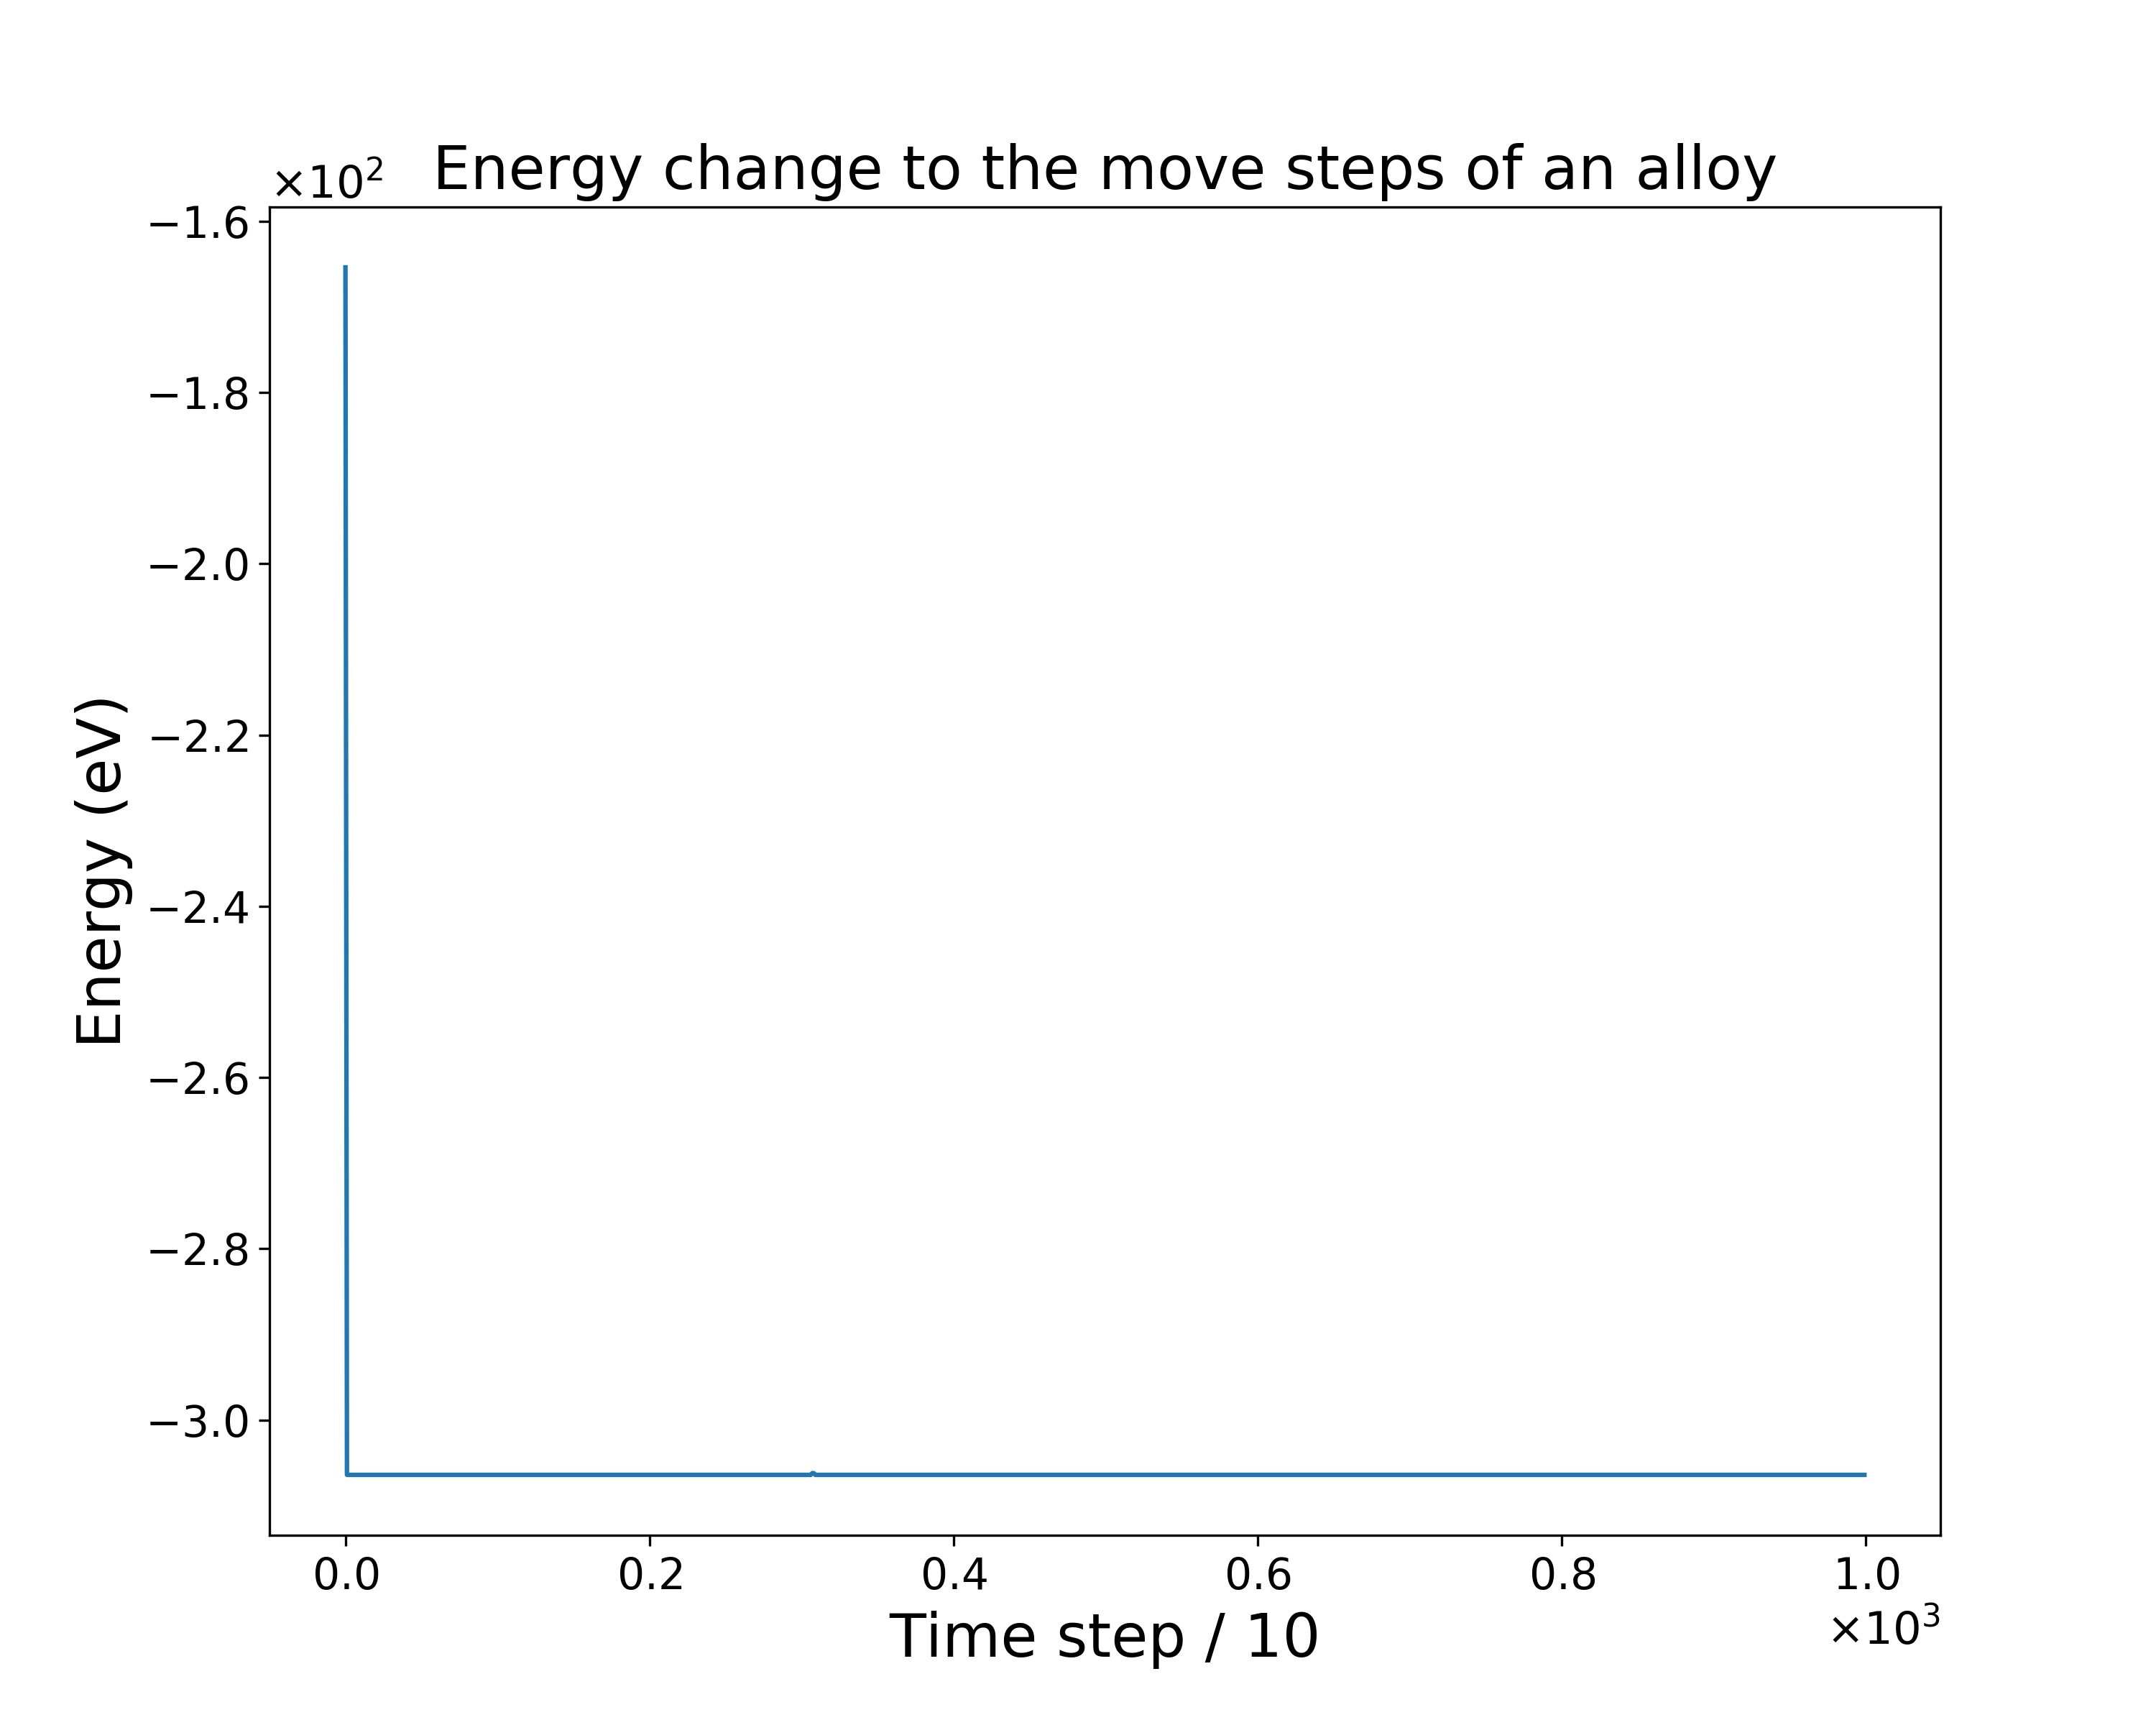 Energy change to the move steps of an alloy
×10²
−1.6
−1.8
−2.0
−2.2
−2.4
−2.6
−2.8
−3.0
Energy (eV)
0.0 0.2 0.4 0.6 0.8 1.0
×10³
Time step / 10